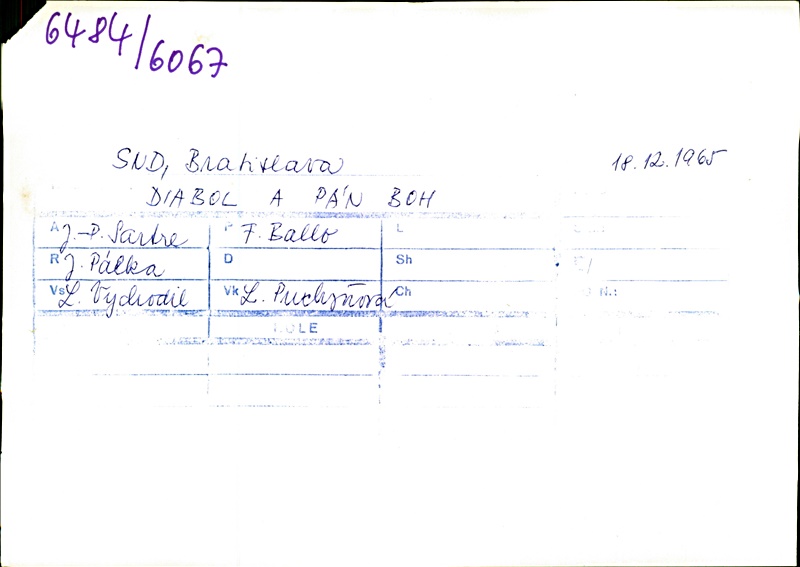 6484/6067
SND, Bratislava 18.12.1965
DIABOL A PÁN BOH
A J.-P. Sartre P F. Ballo L
R J. Pálka D Sh
Vs L. Vychodil Vk L. Purkyňová Ch N.: